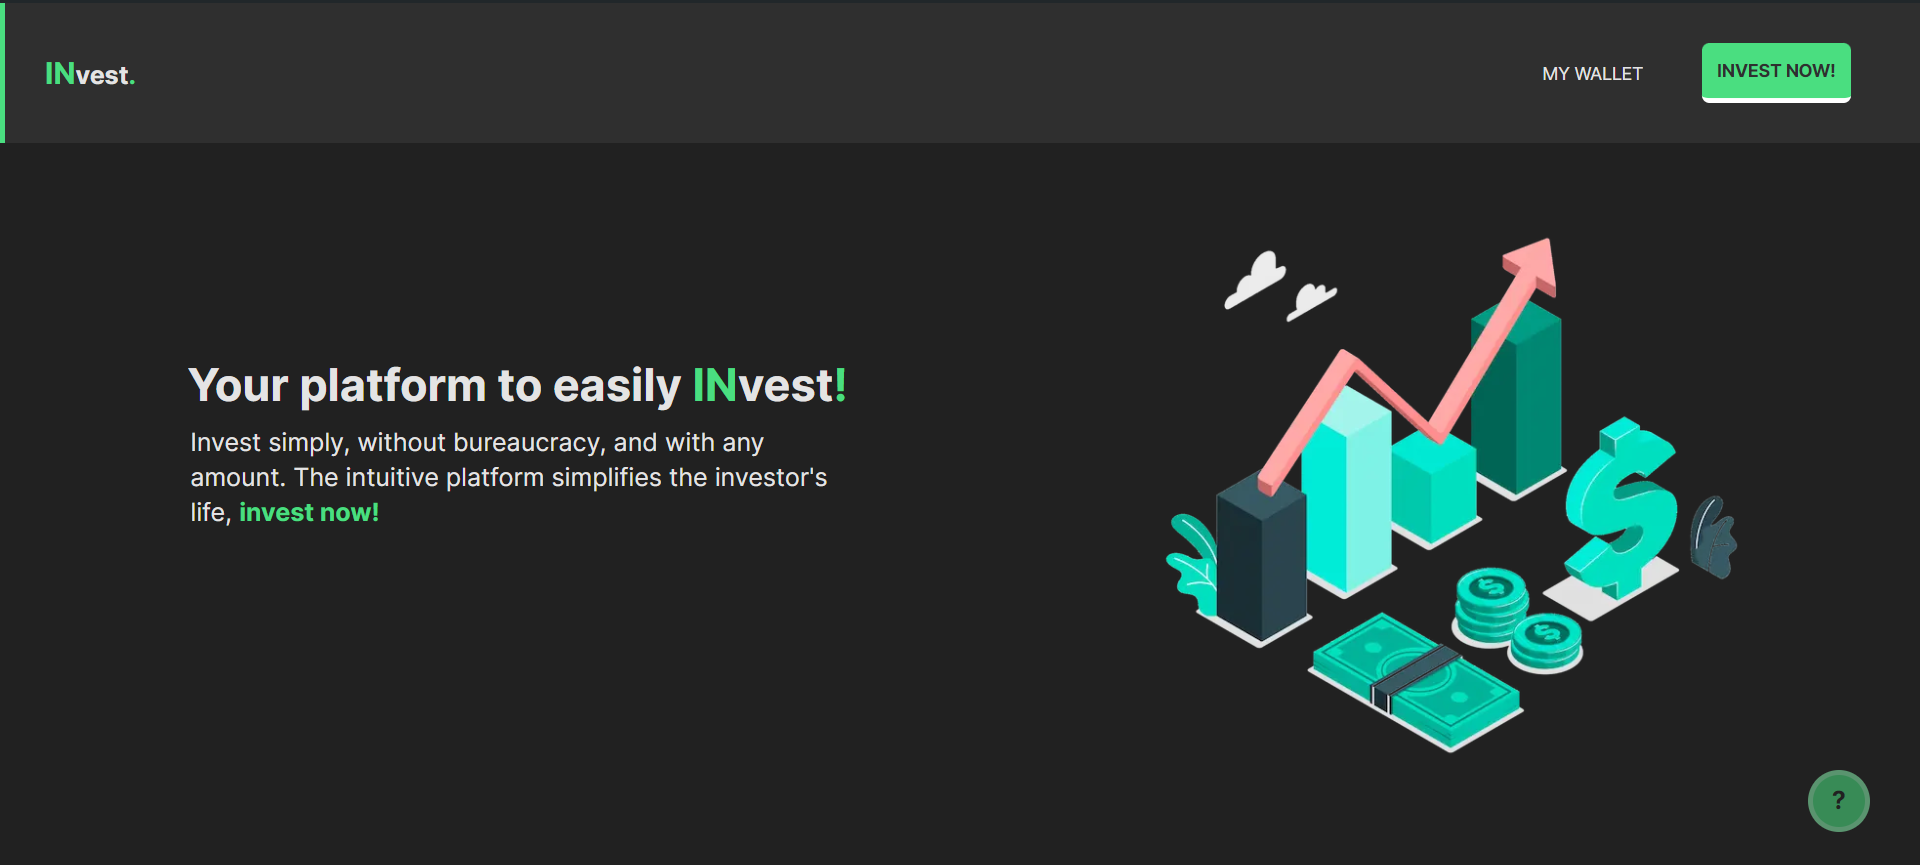 INvest.
MY WALLET
INVEST NOW!
Your platform to easily INvest!
Invest simply, without bureaucracy, and with any
amount. The intuitive platform simplifies the investor's
life, invest now!
$
$
$
?